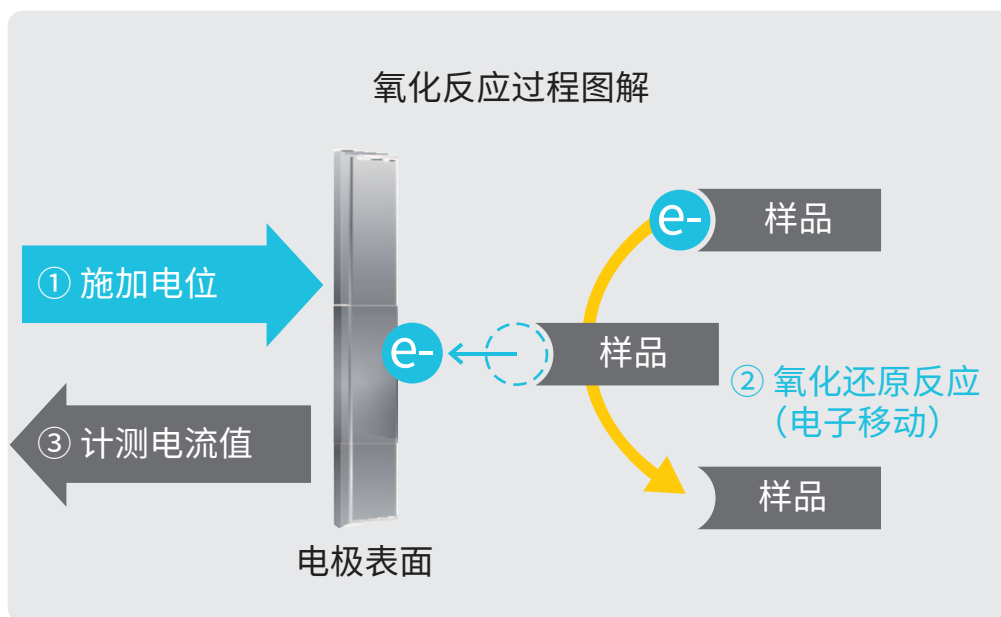 氧化反应过程图解
e-
样品
① 施加电位
e-
样品
② 氧化还原反应
（电子移动）
③ 计测电流值
样品
电极表面